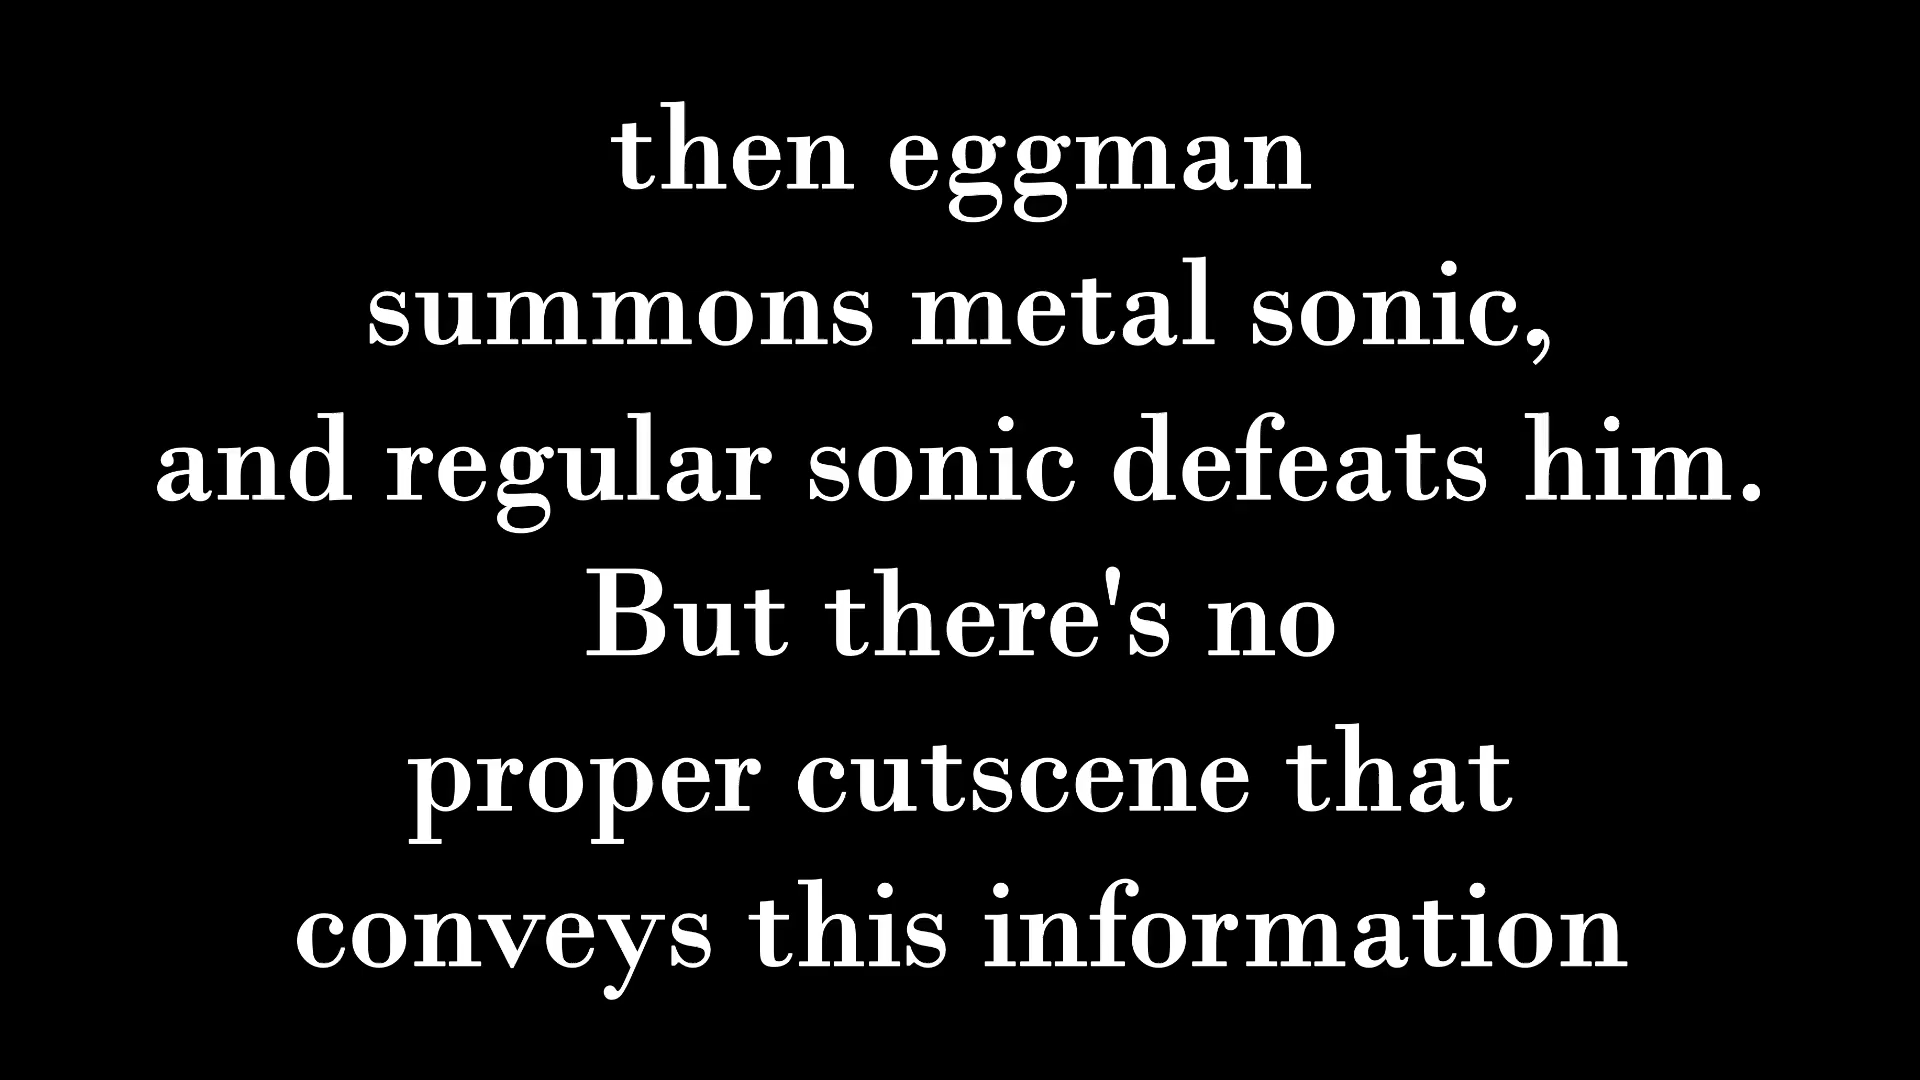 then eggman
summons metal sonic,
and regular sonic defeats him.
But there's no
proper cutscene that
conveys this information